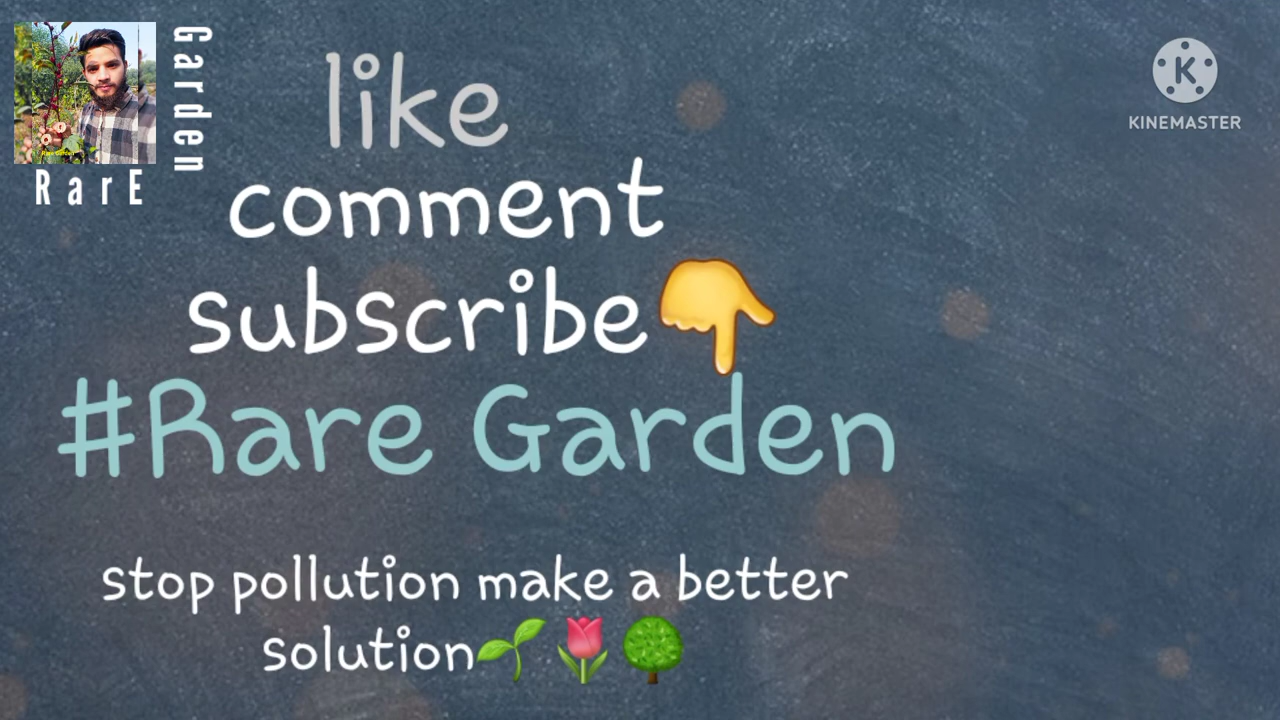 Garden
RarE
like
comment
subscribe👇
#Rare Garden
stop pollution make a better
solution🌱🌷🌳
K
KINEMASTER